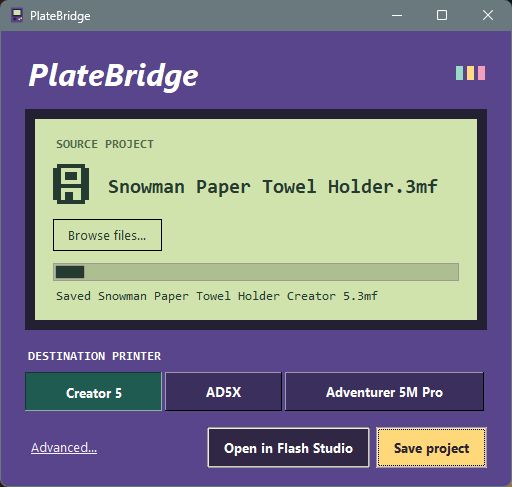 PlateBridge
PlateBridge
SOURCE PROJECT
Snowman Paper Towel Holder.3mf
Browse files...
Saved Snowman Paper Towel Holder Creator 5.3mf
DESTINATION PRINTER
Creator 5 AD5X Adventurer 5M Pro
Advanced... Open in Flash Studio Save project